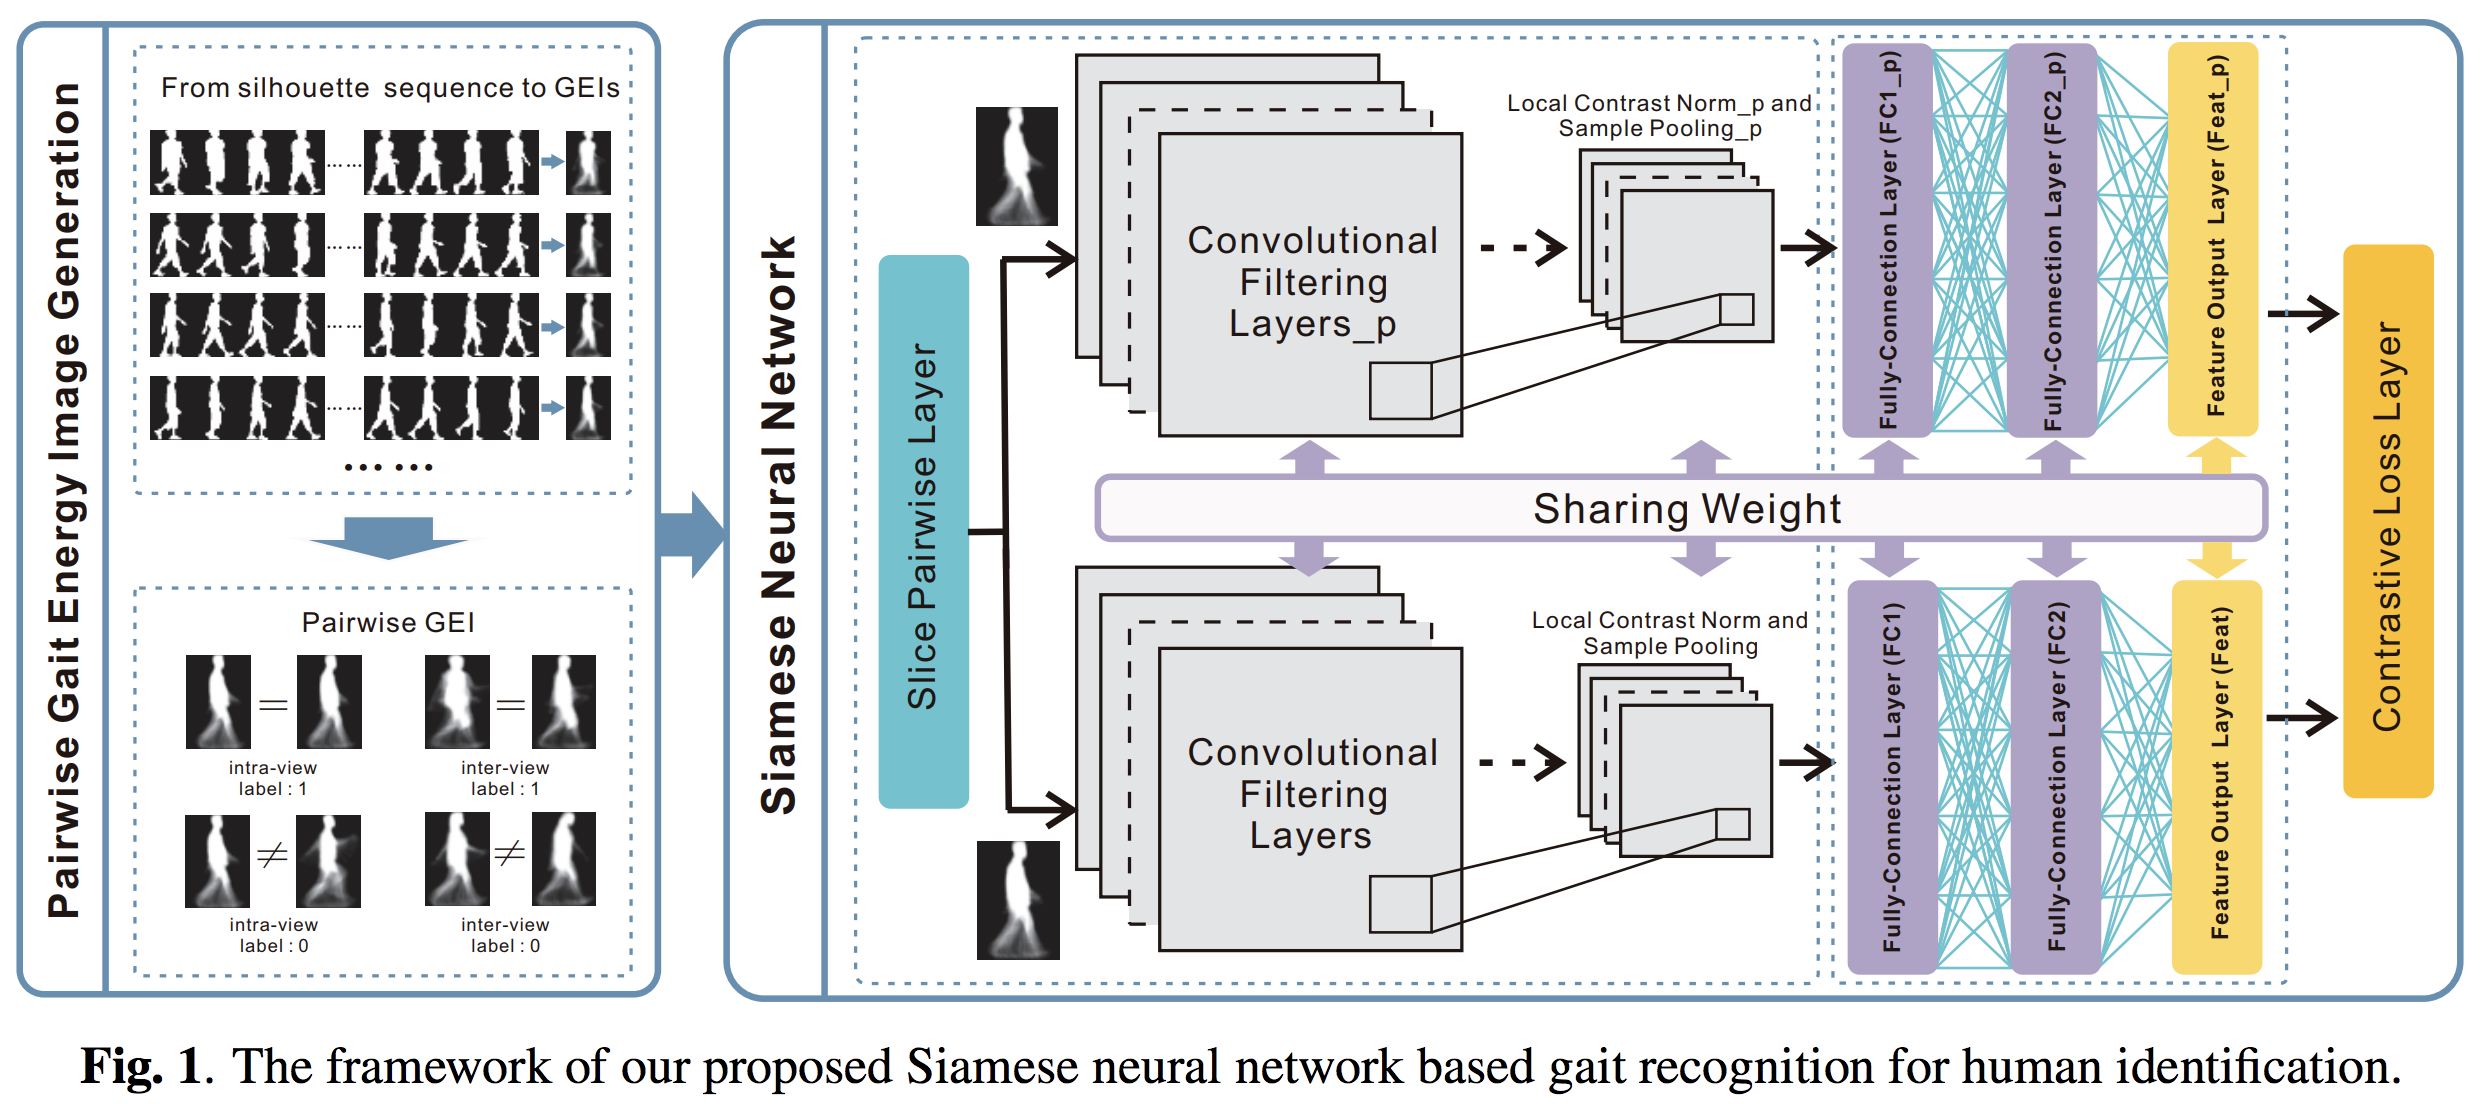 Pairwise Gait Energy Image Generation
From silhouette sequence to GEIs
... ...
... ...
... ...
... ...
... ...
Pairwise GEI
= =
intra-view
label : 1
inter-view
label : 1
≠ ≠
intra-view
label : 0
inter-view
label : 0
Siamese Neural Network
Slice Pairwise Layer
Convolutional
Filtering
Layers_p
Local Contrast Norm_p and
Sample Pooling_p
Fully-Connection Layer (FC1_p)
Fully-Connection Layer (FC2_p)
Feature Output Layer (Feat_p)
Sharing Weight
Convolutional
Filtering
Layers
Local Contrast Norm and
Sample Pooling
Fully-Connection Layer (FC1)
Fully-Connection Layer (FC2)
Feature Output Layer (Feat)
Contrastive Loss Layer
Fig. 1. The framework of our proposed Siamese neural network based gait recognition for human identification.